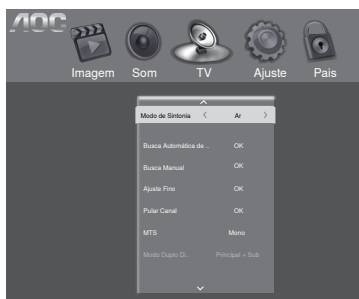 AOC
Imagem Som TV Ajuste Pais
Modo de Sintonia Ar
Busca Automática de .. OK
Busca Manual OK
Ajuste Fino OK
Pular Canal OK
MTS Mono
Modo Duplo Di.. Principal + Sub